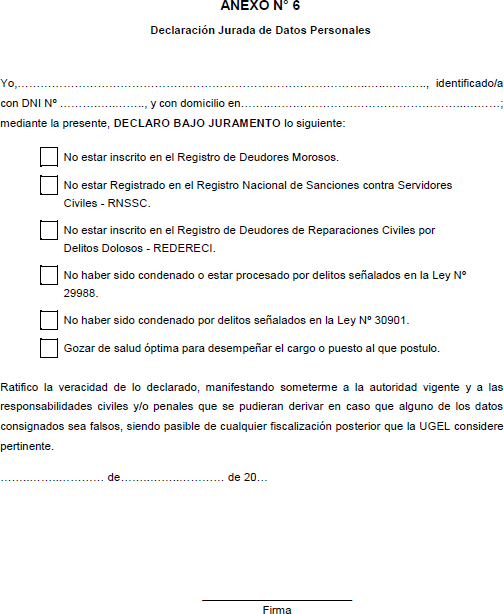 ANEXO N° 6
Declaración Jurada de Datos Personales
Yo,……………………………………………………………………………..…..……….., identificado/a
con DNI Nº ………..…..…….., y con domicilio en……..……..…………………………………………..………;
mediante la presente, DECLARO BAJO JURAMENTO lo siguiente:
No estar inscrito en el Registro de Deudores Morosos.
No estar Registrado en el Registro Nacional de Sanciones contra Servidores
Civiles - RNSSC.
No estar inscrito en el Registro de Deudores de Reparaciones Civiles por
Delitos Dolosos - REDERECI.
No haber sido condenado o estar procesado por delitos señalados en la Ley Nº
29988.
No haber sido condenado por delitos señalados en la Ley Nº 30901.
Gozar de salud óptima para desempeñar el cargo o puesto al que postulo.
Ratifico la veracidad de lo declarado, manifestando someterme a la autoridad vigente y a las
responsabilidades civiles y/o penales que se pudieran derivar en caso que alguno de los datos
consignados sea falsos, siendo pasible de cualquier fiscalización posterior que la UGEL considere
pertinente.
……..……..………… de……..……..………… de 20…
Firma